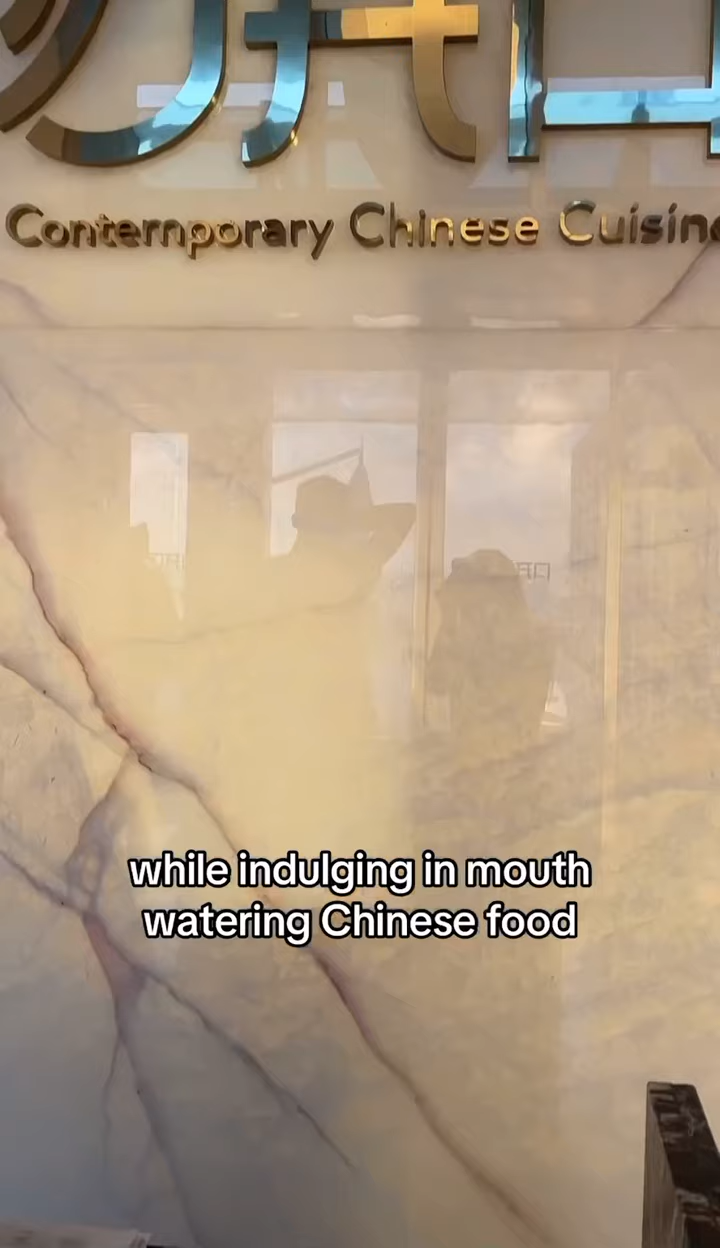 Contemporary Chinese Cuisine
while indulging in mouth
watering Chinese food